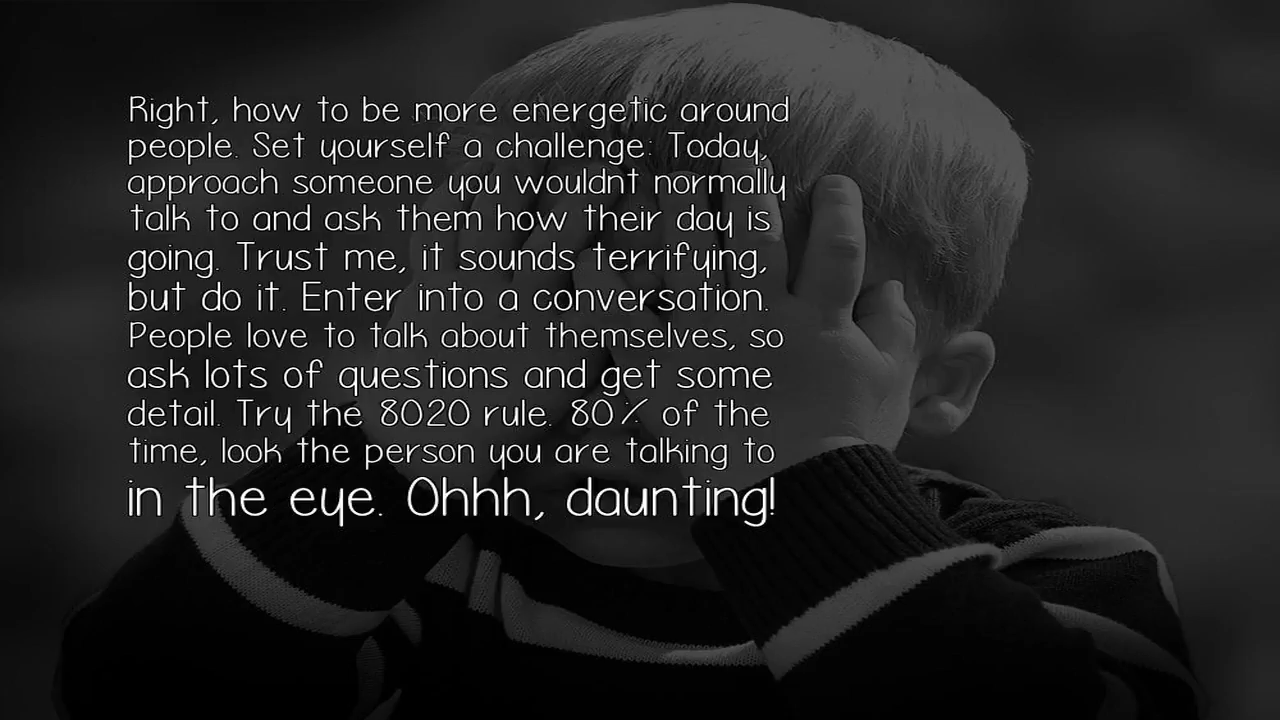 Right, how to be more energetic around
people. Set yourself a challenge: Today,
approach someone you wouldnt normally
talk to and ask them how their day is
going. Trust me, it sounds terrifying,
but do it. Enter into a conversation.
People love to talk about themselves, so
ask lots of questions and get some
detail. Try the 8020 rule. 80% of the
time, look the person you are talking to
in the eye. Ohhh, daunting!